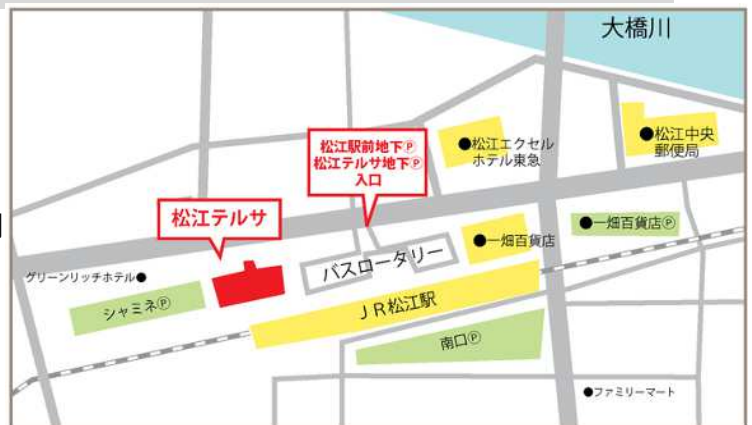 大橋川
松江駅前地下Ⓟ
松江テルサ地下Ⓟ
入口
●松江エクセル
ホテル東急
●松江中央
郵便局
松江テルサ
●一畑百貨店
●一畑百貨店Ⓟ
バスロータリー
グリーンリッチホテル●
シャミネⓅ
ＪＲ松江駅
南口Ⓟ
●ファミリーマート